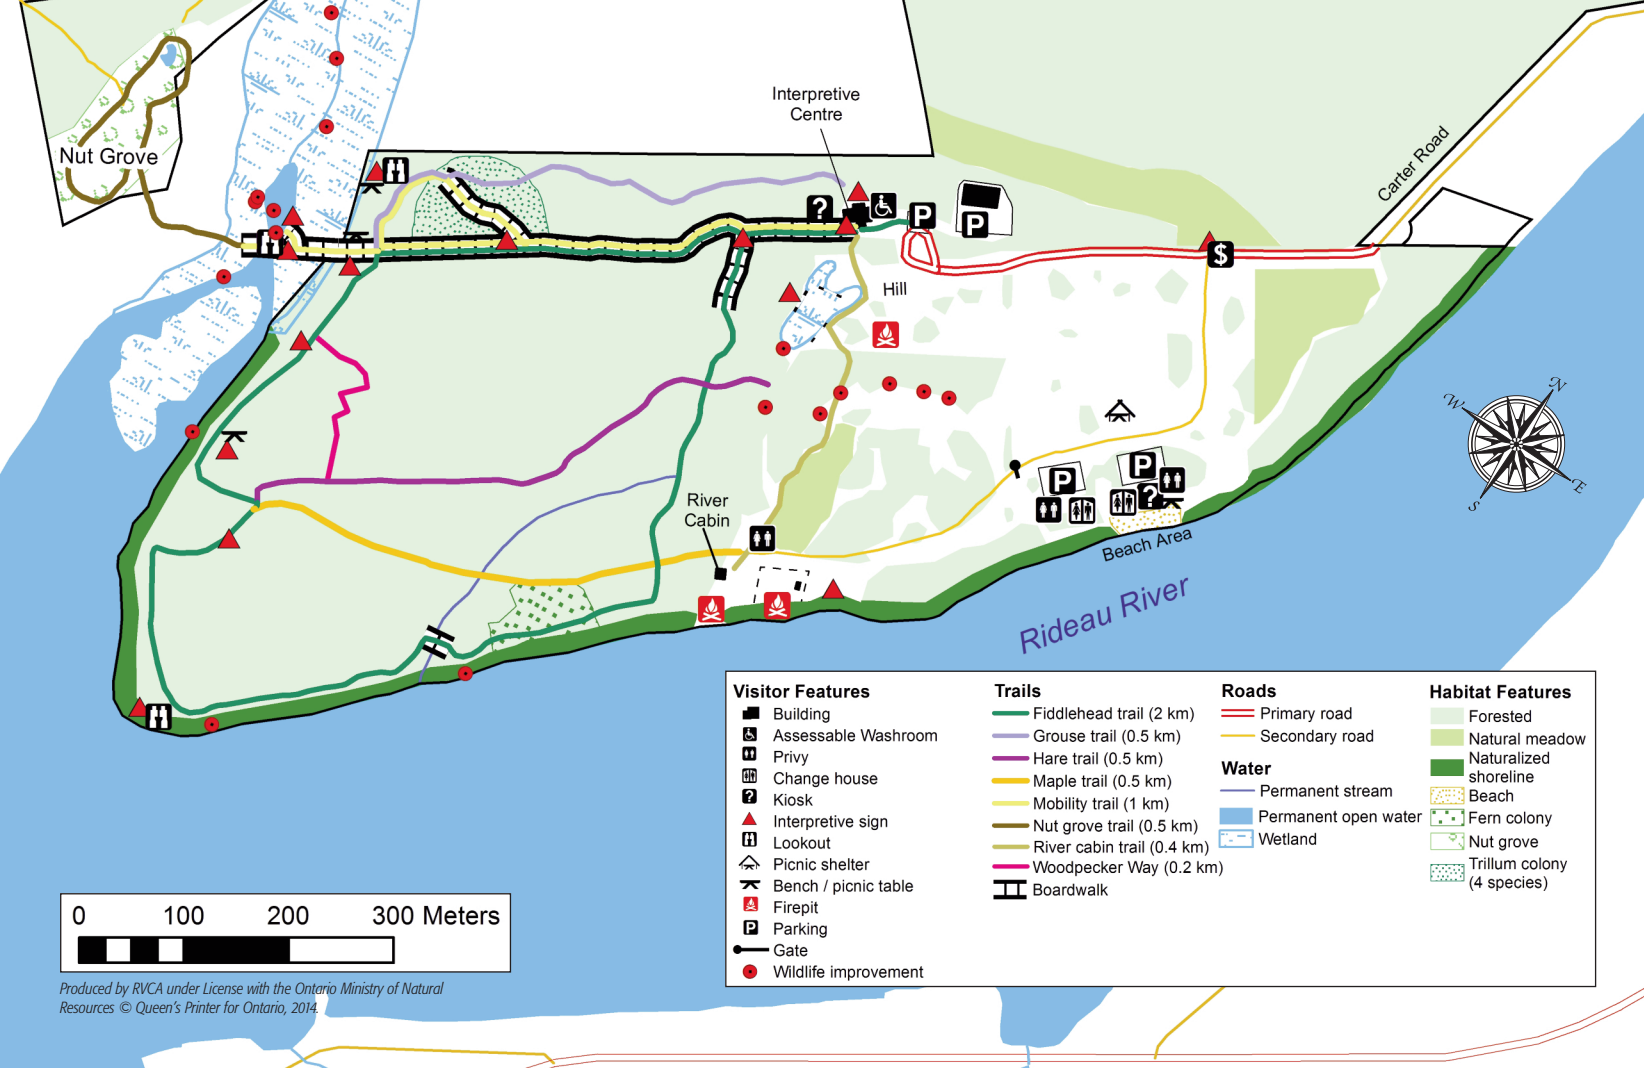 Interpretive
Centre
Carter Road
Nut Grove
?
P
P
$
Hill
N
W
E
S
P
P
?
River
Cabin
Beach Area
Rideau River
Visitor Features
Building
Assessable Washroom
Privy
Change house
? Kiosk
Interpretive sign
Lookout
Picnic shelter
Bench / picnic table
Firepit
P Parking
Gate
Wildlife improvement
Trails
Fiddlehead trail (2 km)
Grouse trail (0.5 km)
Hare trail (0.5 km)
Maple trail (0.5 km)
Mobility trail (1 km)
Nut grove trail (0.5 km)
River cabin trail (0.4 km)
Woodpecker Way (0.2 km)
Boardwalk
Roads
Primary road
Secondary road
Water
Permanent stream
Permanent open water
Wetland
Habitat Features
Forested
Natural meadow
Naturalized
shoreline
Beach
Fern colony
Nut grove
Trillum colony
(4 species)
0 100 200 300 Meters
Produced by RVCA under License with the Ontario Ministry of Natural
Resources © Queen's Printer for Ontario, 2014.